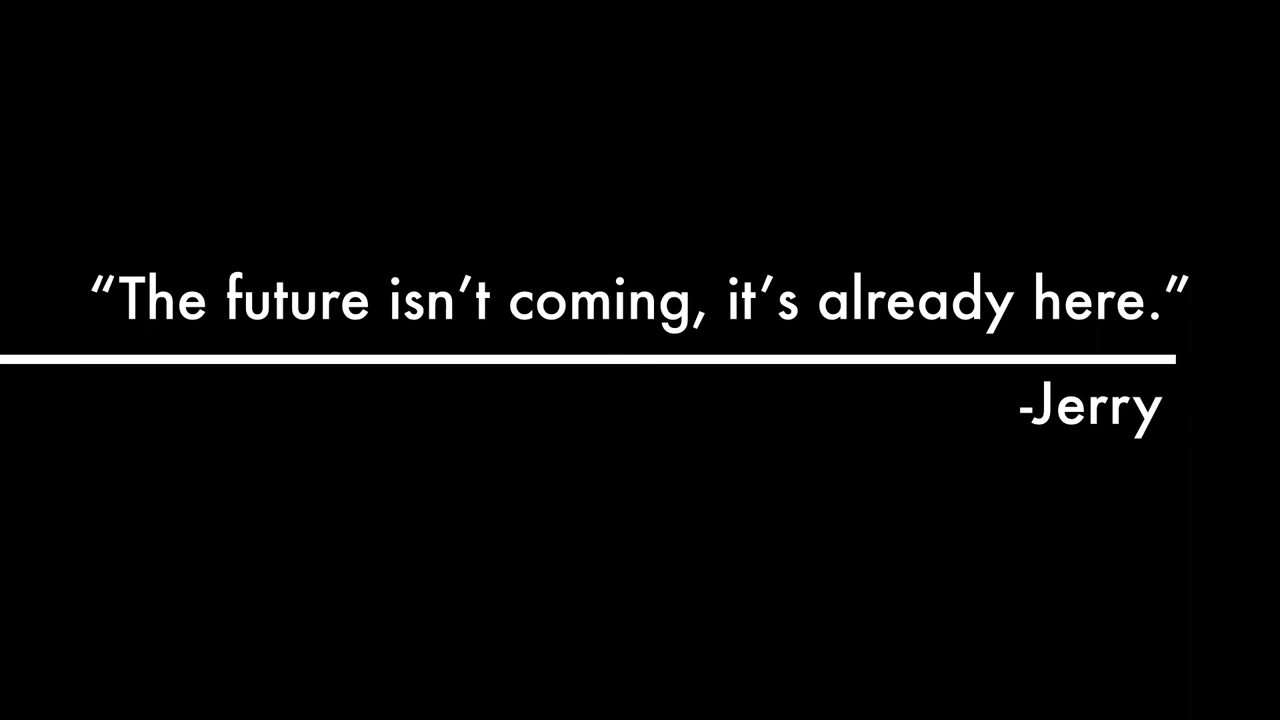 “The future isn’t coming, it’s already here.”
-Jerry